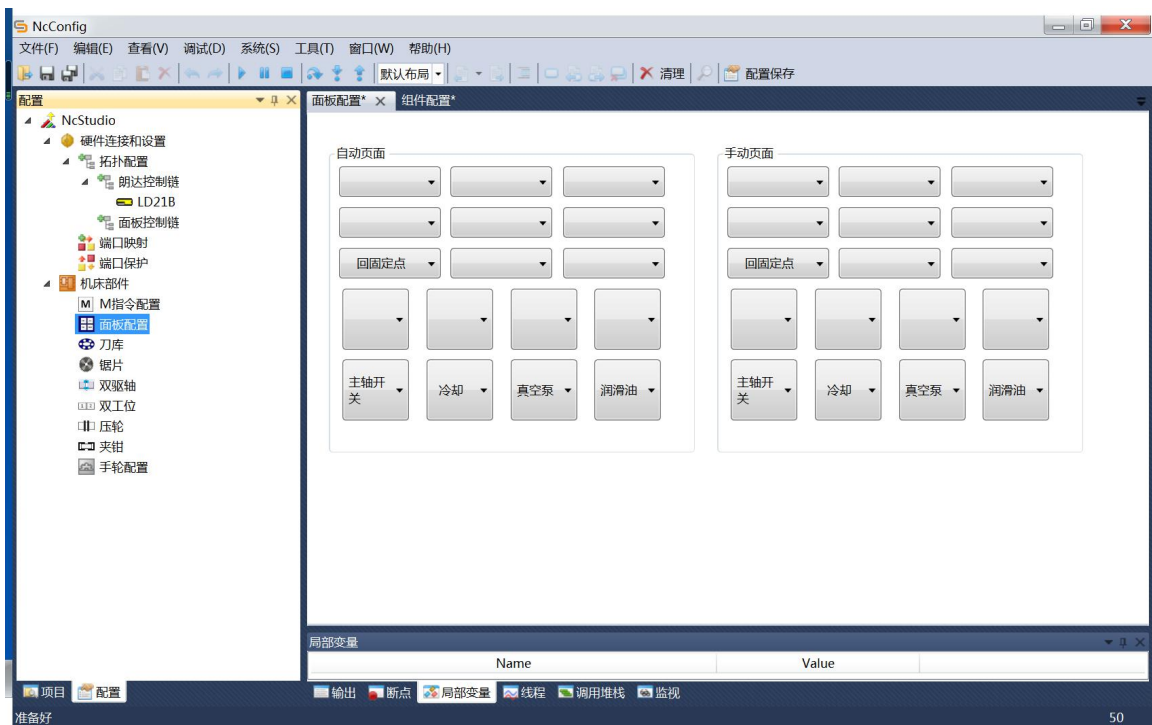 NcConfig
文件(F) 编辑(E) 查看(V) 调试(D) 系统(S) 工具(T) 窗口(W) 帮助(H)
默认布局 清理 配置保存
配置
面板配置* 组件配置*
NcStudio
硬件连接和设置
拓扑配置
朗达控制链
LD21B
面板控制链
端口映射
端口保护
机床部件
M M指令配置
面板配置
刀库
锯片
双驱轴
双工位
压轮
夹钳
手轮配置
自动页面
回固定点
主轴开关 冷却 真空泵 润滑油
手动页面
回固定点
主轴开关 冷却 真空泵 润滑油
局部变量
Name Value
项目 配置
输出 断点 局部变量 线程 调用堆栈 监视
准备好 50